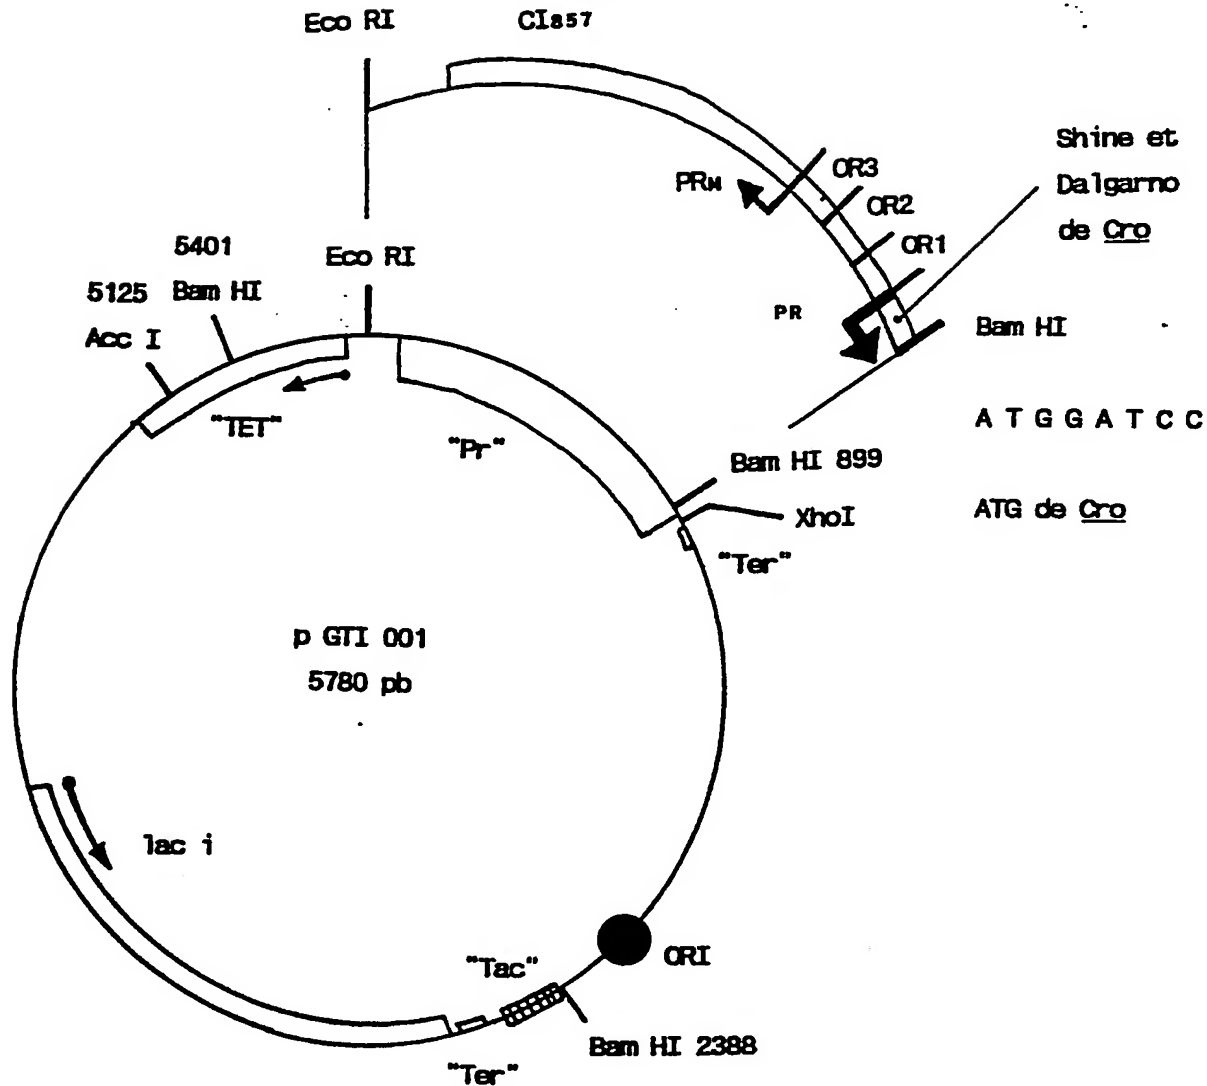 Eco RI
CI857
Shine et
Dalgarno
de Cro
OR3
PRM
OR2
OR1
5401
Eco RI
5125 Bam HI
Acc I
PR
Bam HI
"TET"
"Pr"
A T G G A T C C
Bam HI 899
XhoI
ATG de Cro
"Ter"
p GTI 001
5780 pb
lac i
"Tac"
ORI
Bam HI 2388
"Ter"